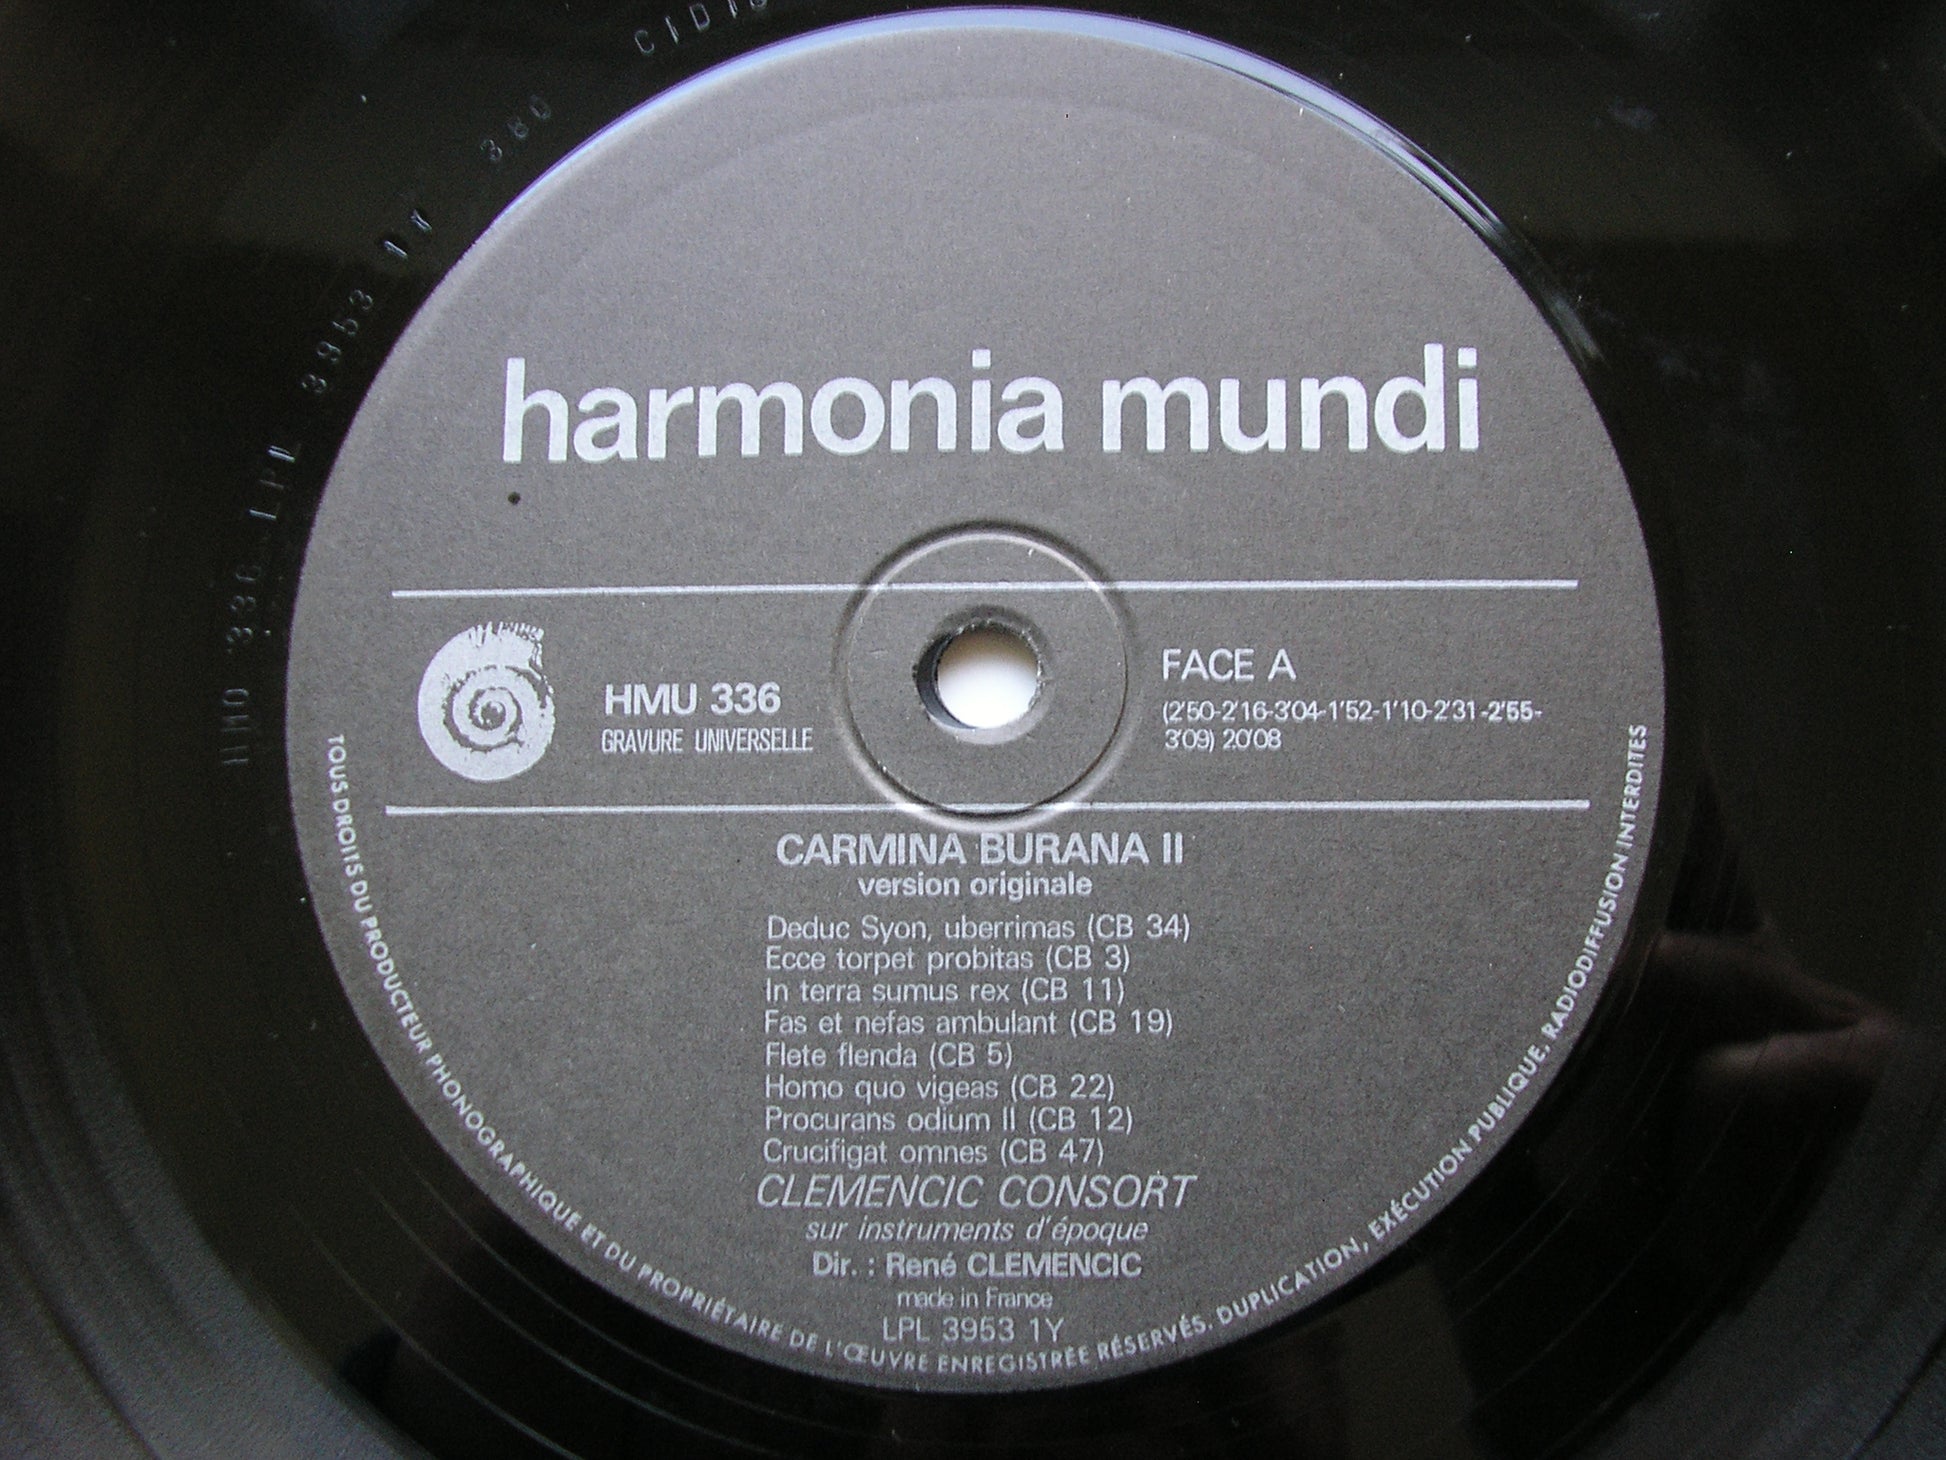 harmonia mundi
HMU 336
GRAVURE UNIVERSELLE
FACE A
(2'50-2'16-3'04-1'52-1'10-2'31-2'55-
3'09) 20'08
CARMINA BURANA II
version originale
Deduc Syon, uberrimas (CB 34)
Ecce torpet probitas (CB 3)
In terra sumus rex (CB 11)
Fas et nefas ambulant (CB 19)
Flete flenda (CB 5)
Homo quo vigeas (CB 22)
Procurans odium II (CB 12)
Crucifigat omnes (CB 47)
CLEMENCIC CONSORT
sur instruments d'époque
Dir. : René CLEMENCIC
made in France
LPL 3953 1Y
TOUS DROITS DU PRODUCTEUR PHONOGRAPHIQUE ET DU PROPRIÉTAIRE DE L'ŒUVRE ENREGISTRÉE RÉSERVÉS. DUPLICATION, EXÉCUTION PUBLIQUE, RADIODIFFUSION INTERDITES
336 LPL 3953 1Y 380